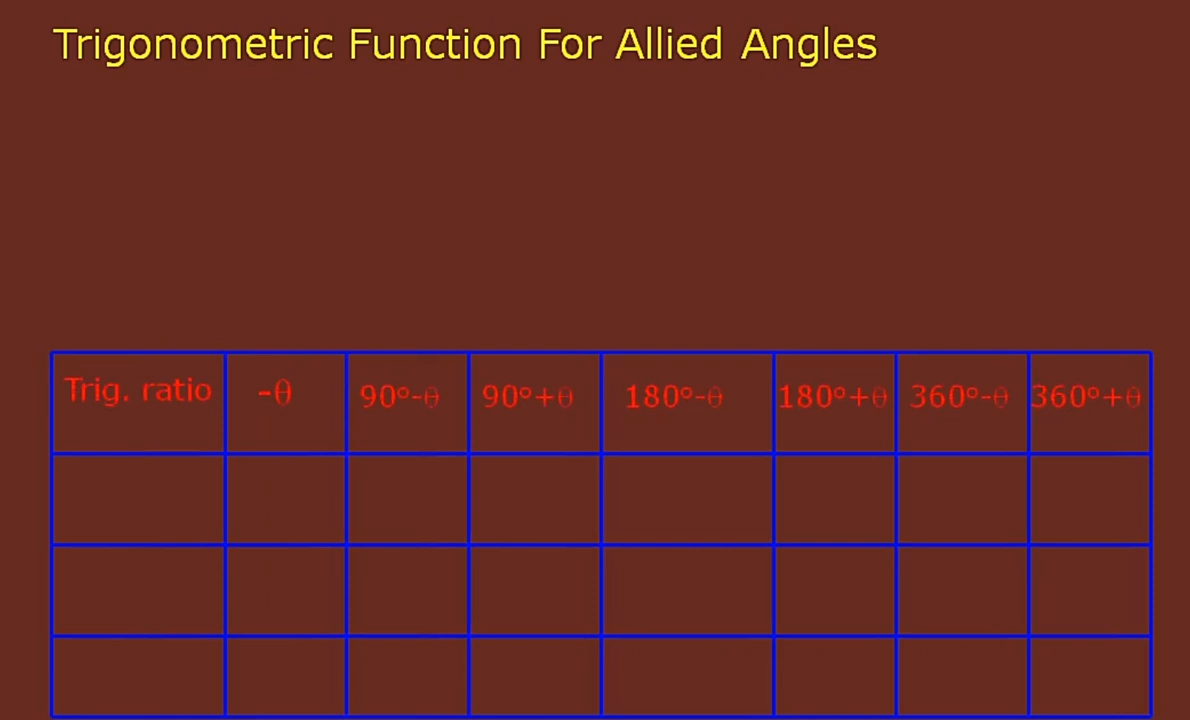 Trigonometric Function For Allied Angles
Trig. ratio -θ 90°-θ 90°+θ 180°-θ 180°+θ 360°-θ 360°+θ